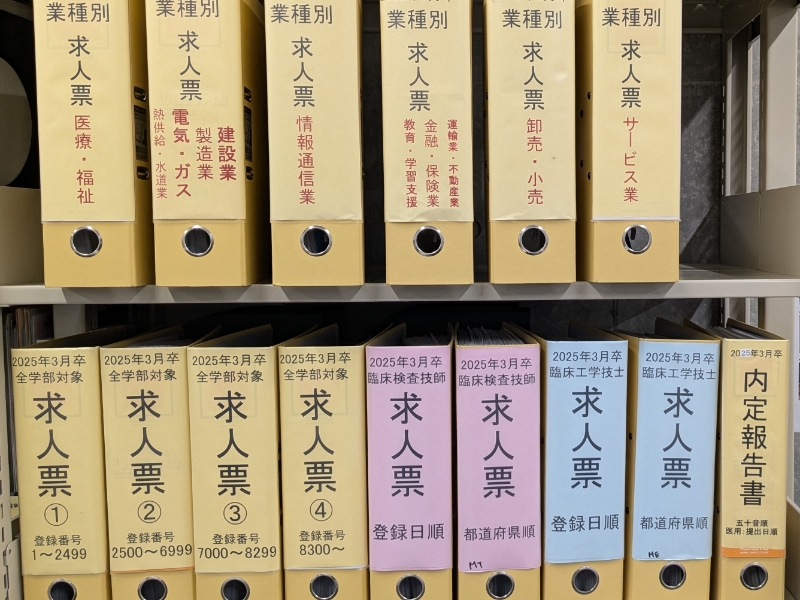 業種別
求人票
医療・福祉
業種別
求人票
建設業
製造業
電気・ガス
熱供給・水道業
業種別
求人票
情報通信業
業種別
求人票
運輸業・不動産業
金融・保険業
教育・学習支援
業種別
求人票
卸売・小売
業種別
求人票
サービス業
2025年3月卒
全学部対象
求人票
①
登録番号
1～2499
2025年3月卒
全学部対象
求人票
②
登録番号
2500～6999
2025年3月卒
全学部対象
求人票
③
登録番号
7000～8299
2025年3月卒
全学部対象
求人票
④
登録番号
8300～
2025年3月卒
臨床検査技師
求人票
登録日順
2025年3月卒
臨床検査技師
求人票
都道府県順
MT
2025年3月卒
臨床工学技士
求人票
登録日順
2025年3月卒
臨床工学技士
求人票
都道府県順
2025年3月卒
内定報告書
五十音順
医用:提出日順